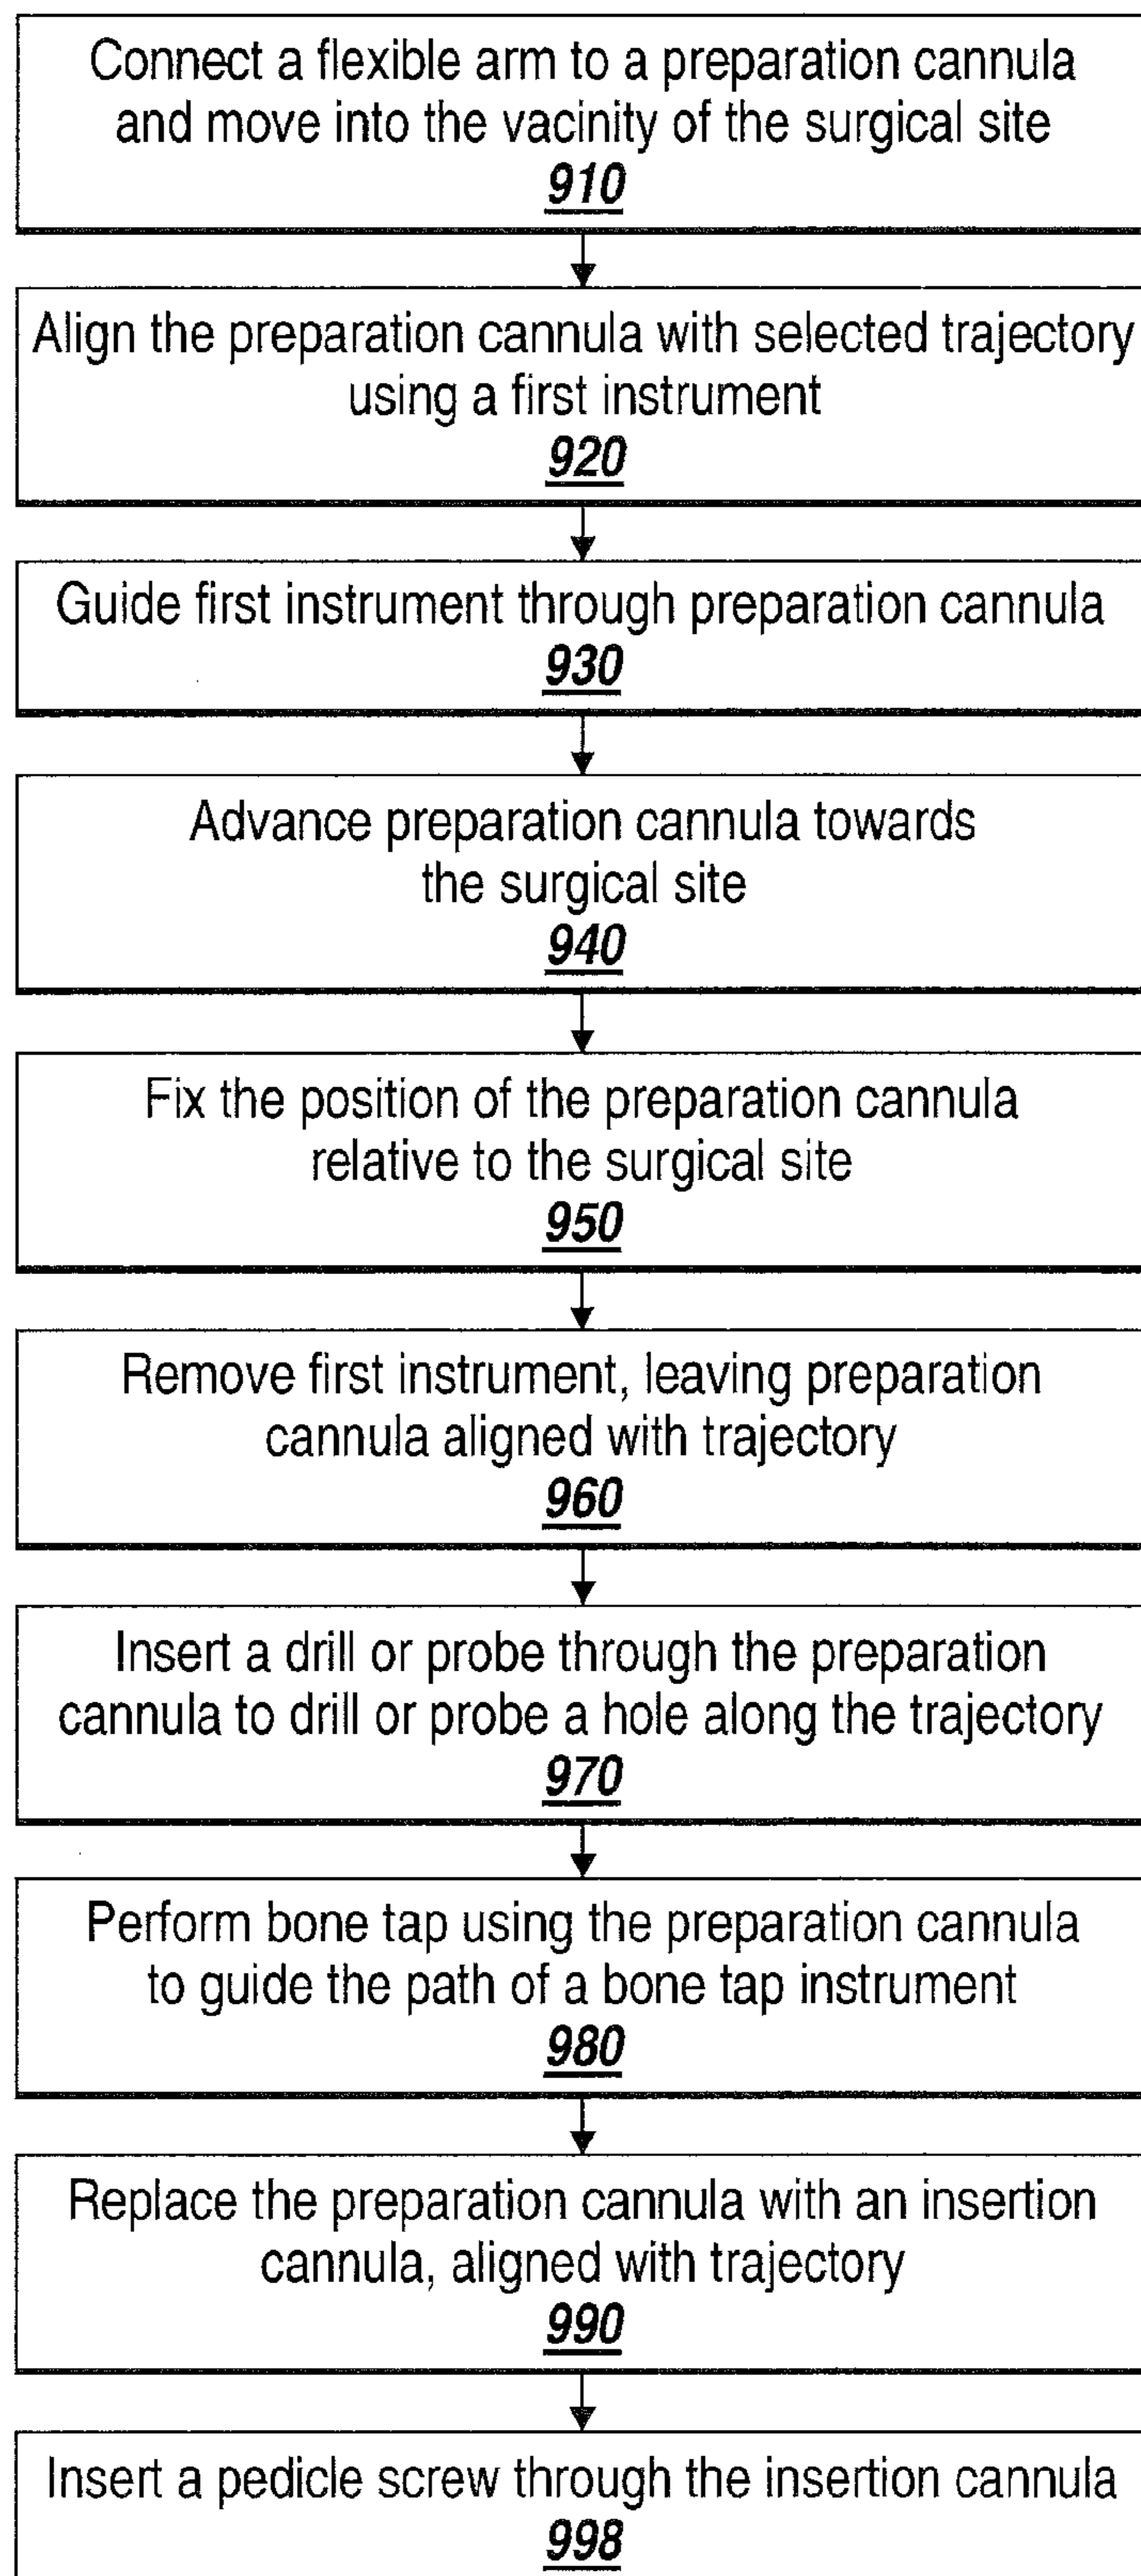 Connect a flexible arm to a preparation cannula
and move into the vacinity of the surgical site
910
Align the preparation cannula with selected trajectory
using a first instrument
920
Guide first instrument through preparation cannula
930
Advance preparation cannula towards
the surgical site
940
Fix the position of the preparation cannula
relative to the surgical site
950
Remove first instrument, leaving preparation
cannula aligned with trajectory
960
Insert a drill or probe through the preparation
cannula to drill or probe a hole along the trajectory
970
Perform bone tap using the preparation cannula
to guide the path of a bone tap instrument
980
Replace the preparation cannula with an insertion
cannula, aligned with trajectory
990
Insert a pedicle screw through the insertion cannula
998